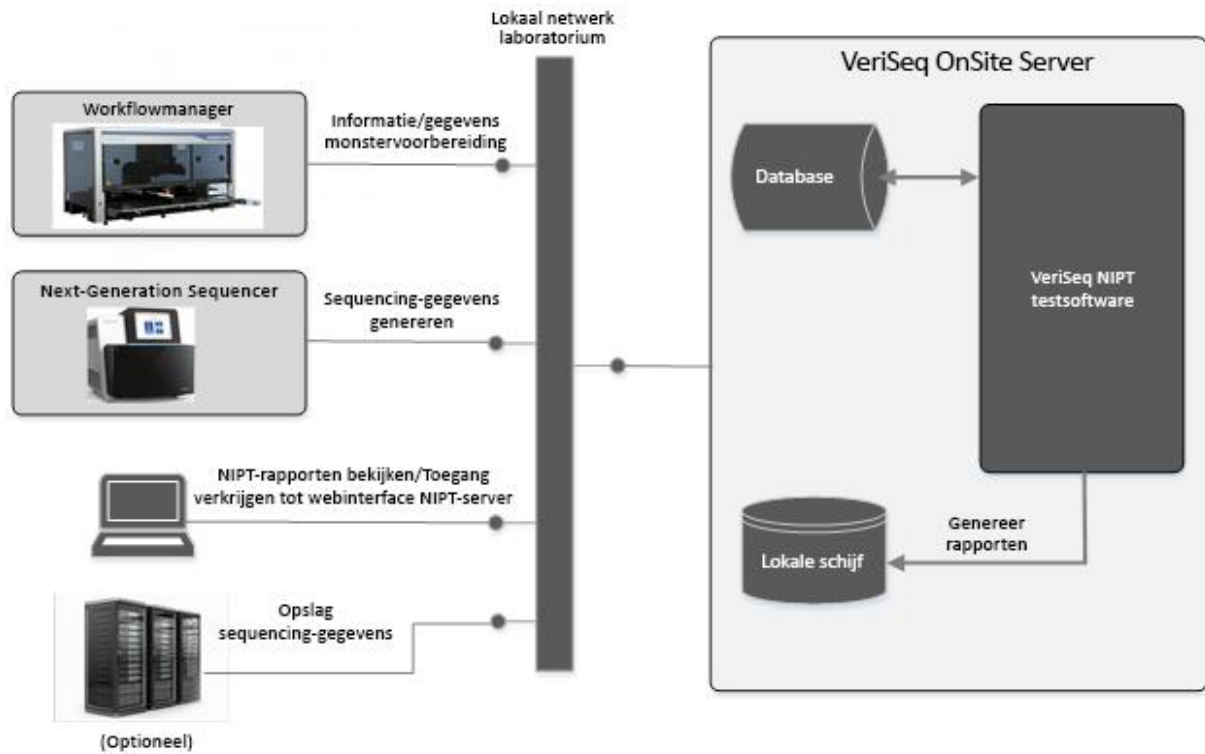 Lokaal netwerk
laboratorium
Workflowmanager
Informatie/gegevens
monstervoorbereiding
Next-Generation Sequencer
Sequencing-gegevens
genereren
NIPT-rapporten bekijken/Toegang
verkrijgen tot webinterface NIPT-server
Opslag
sequencing-gegevens
(Optioneel)
VeriSeq OnSite Server
Database
VeriSeq NIPT
testsoftware
Genereer
rapporten
Lokale schijf